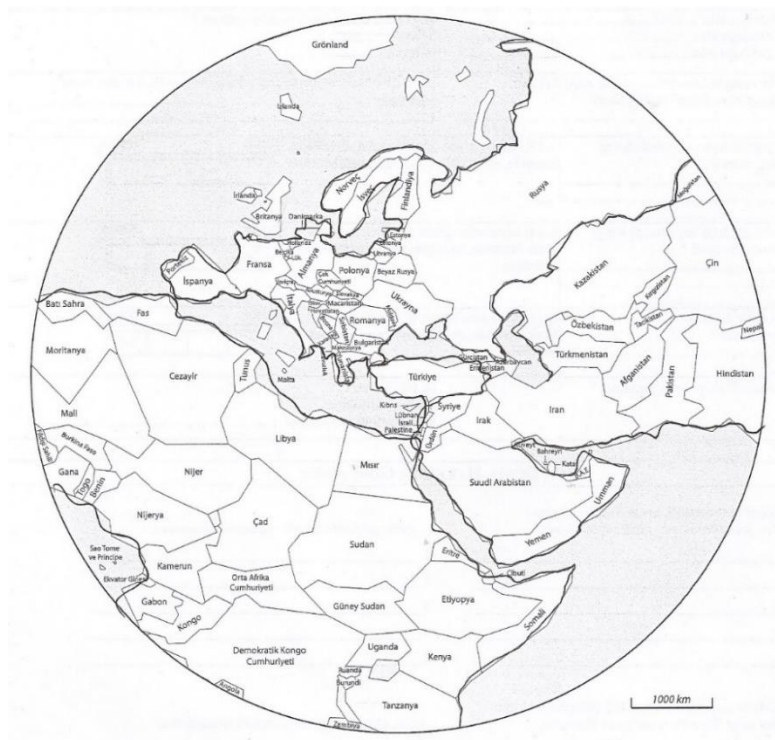 Grönland
İzlanda
Norveç
İsveç
Finlandiya
Rusya
İrlanda
Britanya
Danimarka
Estonya
Litvanya
Beyaz Rusya
Polonya
Almanya
Hollanda
Belçika
Fransa
Çek
Cumhuriyeti
Ukrayna
Macaristan
Romanya
Bulgaristan
Makedonya
İtalya
Portekiz
İspanya
Kazakistan
Çin
Kırgızistan
Özbekistan
Tacikistan
Türkmenistan
Afganistan
Pakistan
Nepal
Hindistan
Gürcistan
Ermenistan
Azerbaycan
Türkiye
Kıbrıs
Lübnan
İsrail
Palestine
Suriye
Irak
İran
Ürdün
Kuveyt
Bahreyn
Katar
B.A.E.
Umman
Suudi Arabistan
Yemen
Batı Sahra
Fas
Moritanya
Cezayir
Tunus
Malta
Mali
Libya
Mısır
Burkina Faso
Gana
Togo
Benin
Nijer
Nijerya
Çad
Sudan
Eritre
Cibuti
Sao Tome
ve Principe
Ekvator Ginesi
Kamerun
Orta Afrika
Cumhuriyeti
Güney Sudan
Etiyopya
Somali
Gabon
Kongo
Demokratik Kongo
Cumhuriyeti
Uganda
Kenya
Ruanda
Burundi
Tanzanya
Angola
Zambiya
1000 km